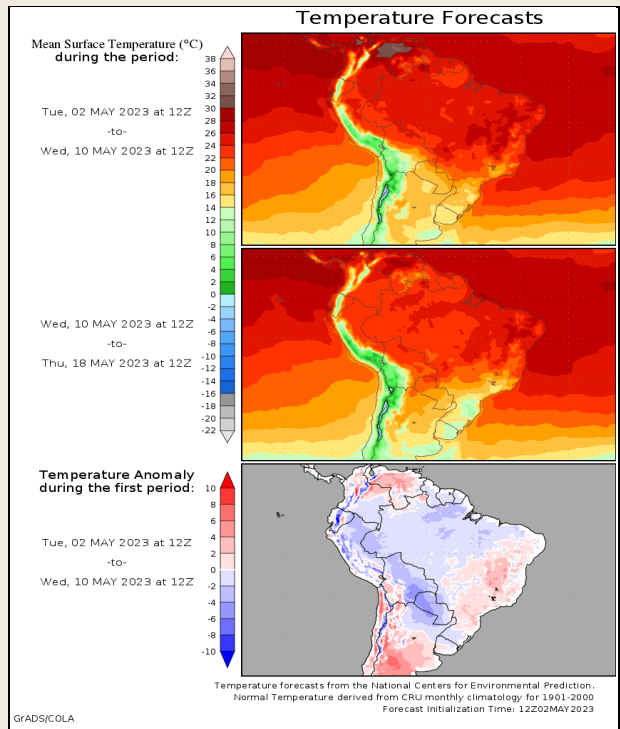 Temperature Forecasts
Mean Surface Temperature (°C)
during the period:
Tue, 02 MAY 2023 at 12Z
-to-
Wed, 10 MAY 2023 at 12Z
38
36
34
32
30
28
26
24
22
20
18
16
14
12
10
8
6
4
2
0
-2
-4
-6
-8
-10
-12
-14
-16
-18
-20
-22
Wed, 10 MAY 2023 at 12Z
-to-
Thu, 18 MAY 2023 at 12Z
Temperature Anomaly
during the first period:
Tue, 02 MAY 2023 at 12Z
-to-
Wed, 10 MAY 2023 at 12Z
10
8
6
4
2
0
-2
-4
-6
-8
-10
Temperature forecasts from the National Centers for Environmental Prediction.
Normal Temperature derived from CRU monthly climatology for 1901-2000
Forecast Initialization Time: 12Z02MAY2023
GrADS/COLA